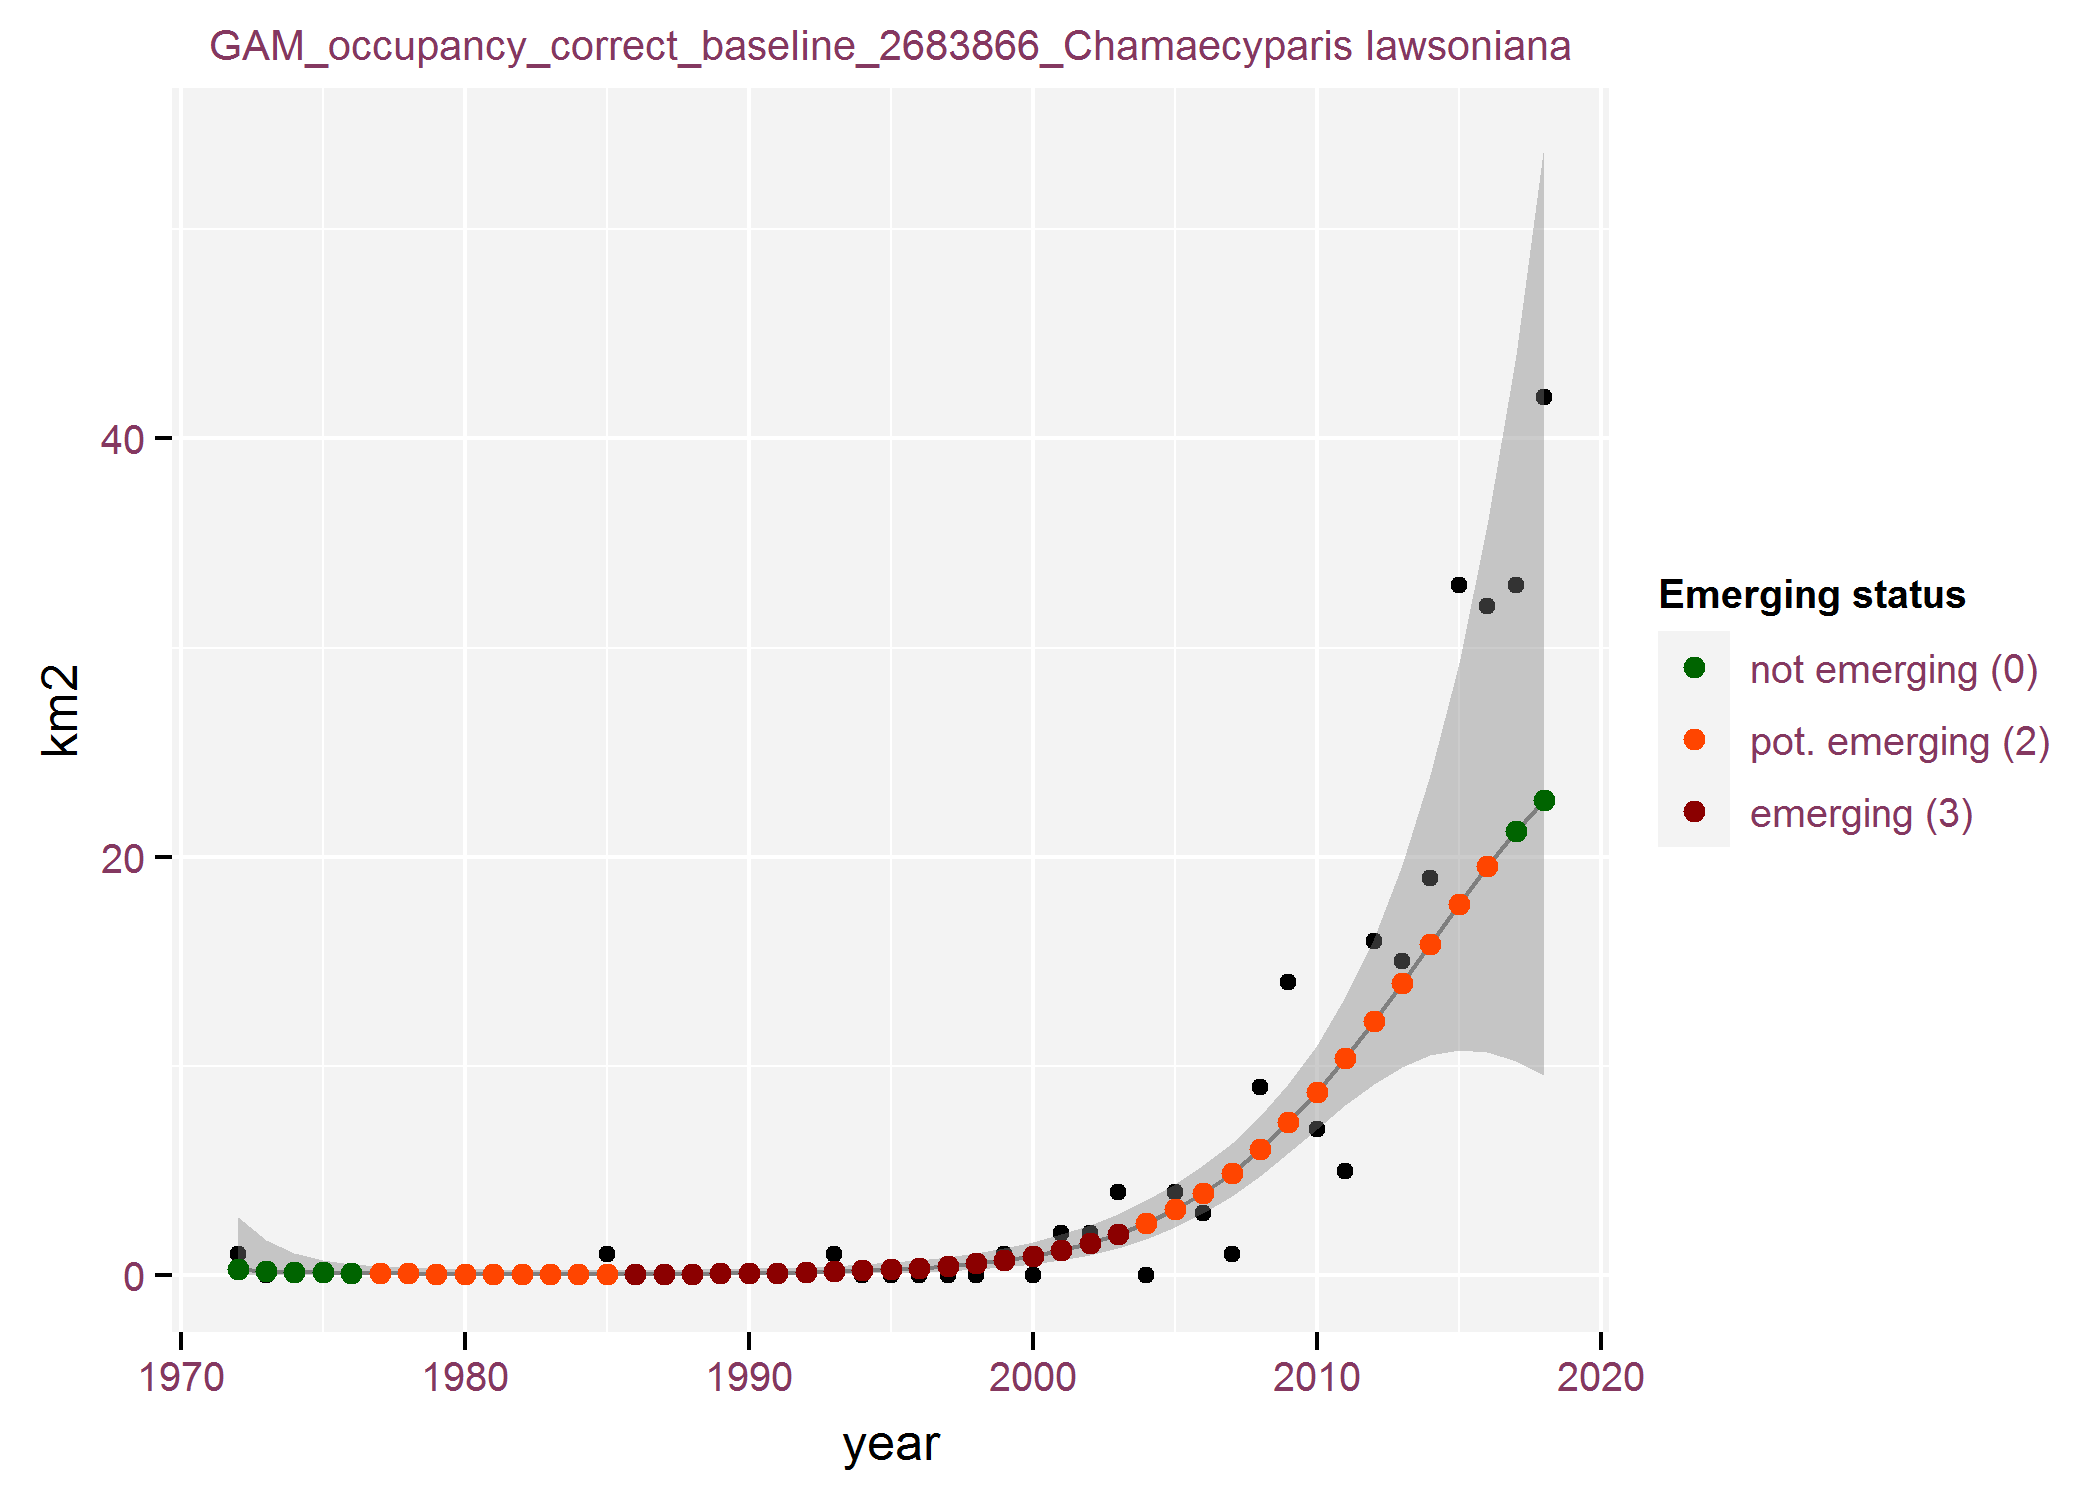 GAM_occupancy_correct_baseline_2683866_Chamaecyparis lawsoniana
km2
40
20
0
1970 1980 1990 2000 2010 2020
year
Emerging status
not emerging (0)
pot. emerging (2)
emerging (3)